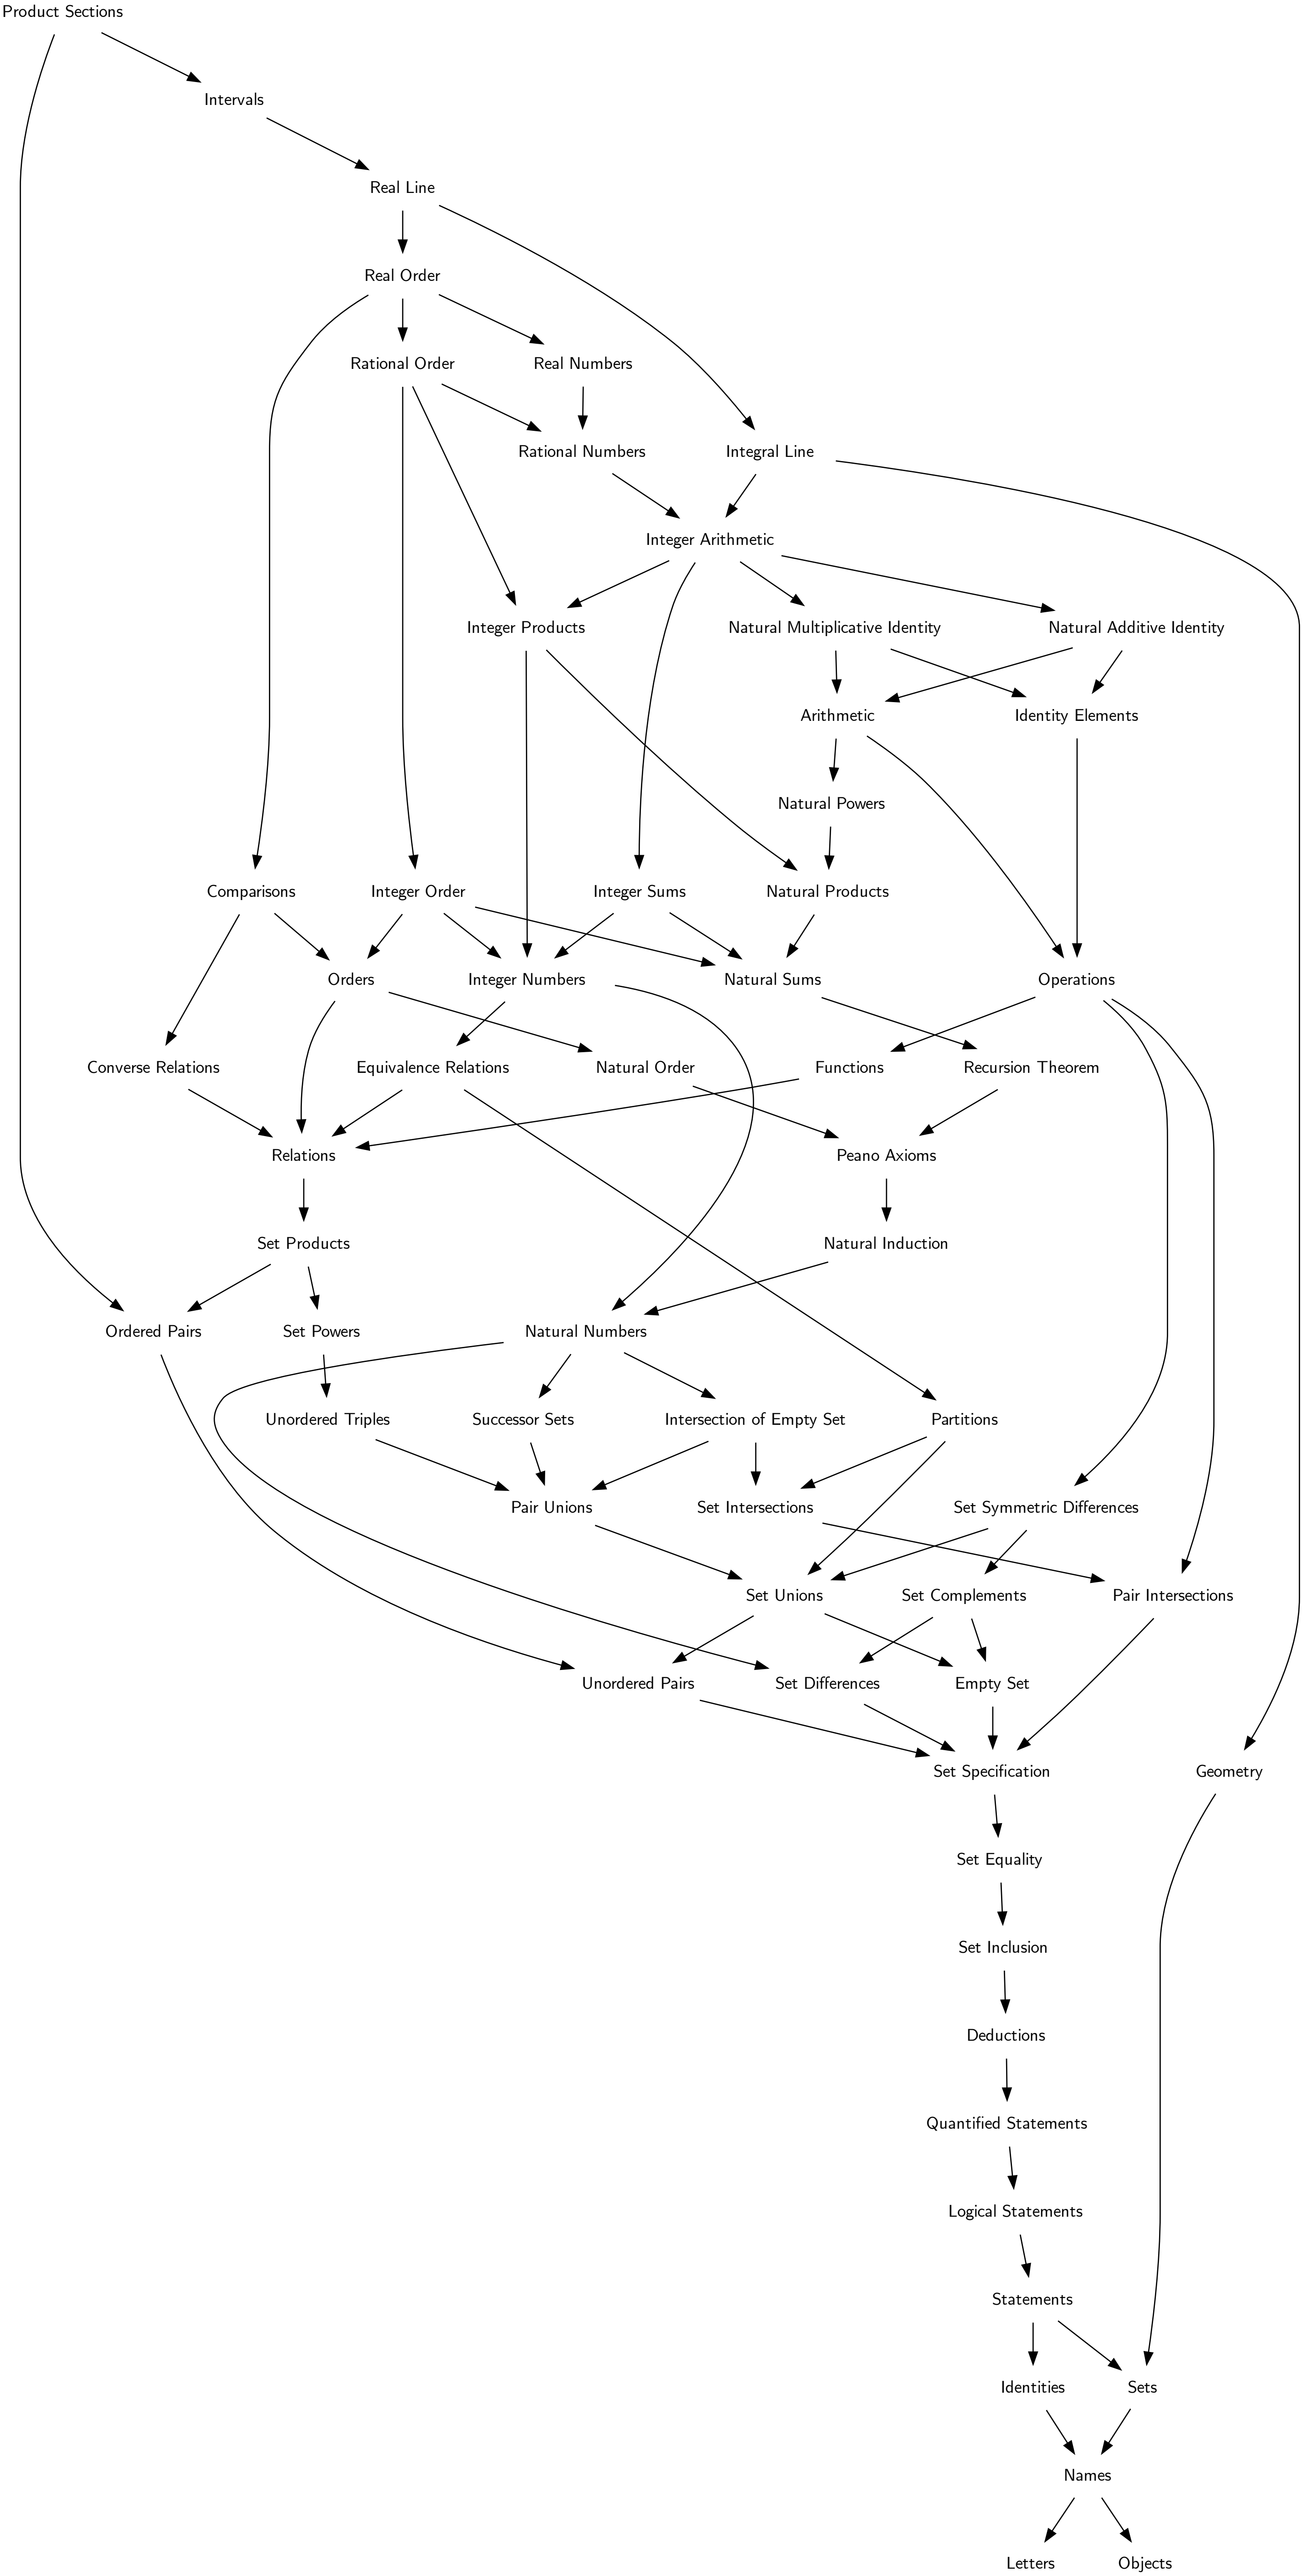 Product Sections
Intervals
Real Line
Real Order
Rational Order
Real Numbers
Rational Numbers
Integral Line
Integer Arithmetic
Integer Products
Natural Multiplicative Identity
Natural Additive Identity
Arithmetic
Identity Elements
Natural Powers
Comparisons
Integer Order
Integer Sums
Natural Products
Orders
Integer Numbers
Natural Sums
Operations
Converse Relations
Equivalence Relations
Natural Order
Functions
Recursion Theorem
Relations
Peano Axioms
Set Products
Natural Induction
Ordered Pairs
Set Powers
Natural Numbers
Unordered Triples
Successor Sets
Intersection of Empty Set
Partitions
Pair Unions
Set Intersections
Set Symmetric Differences
Set Unions
Set Complements
Pair Intersections
Unordered Pairs
Set Differences
Empty Set
Set Specification
Geometry
Set Equality
Set Inclusion
Deductions
Quantified Statements
Logical Statements
Statements
Identities
Sets
Names
Letters
Objects